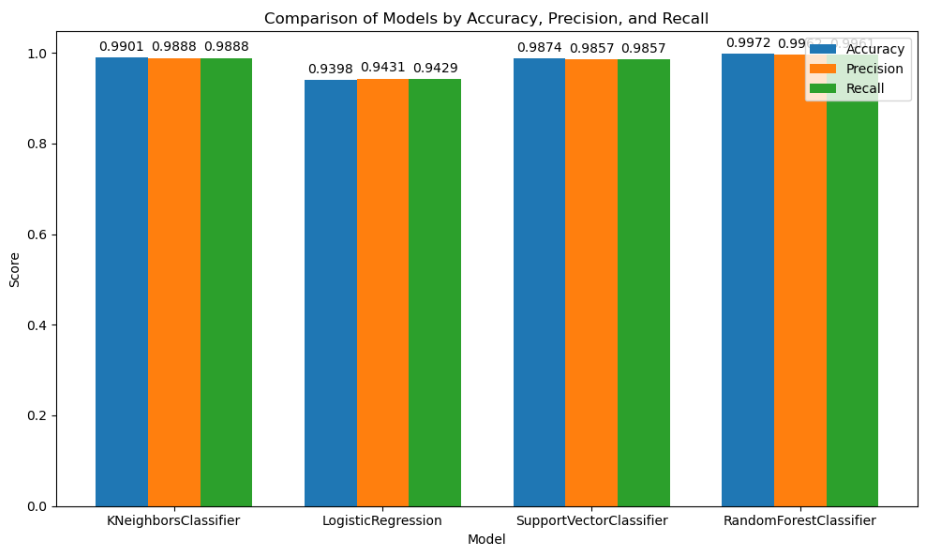 Comparison of Models by Accuracy, Precision, and Recall
0.9901 0.9888 0.9888
0.9398 0.9431 0.9429
0.9874 0.9857 0.9857
0.9972
Accuracy
Precision
Recall
1.0
0.8
0.6
0.4
0.2
0.0
Score
KNeighborsClassifier LogisticRegression SupportVectorClassifier RandomForestClassifier
Model